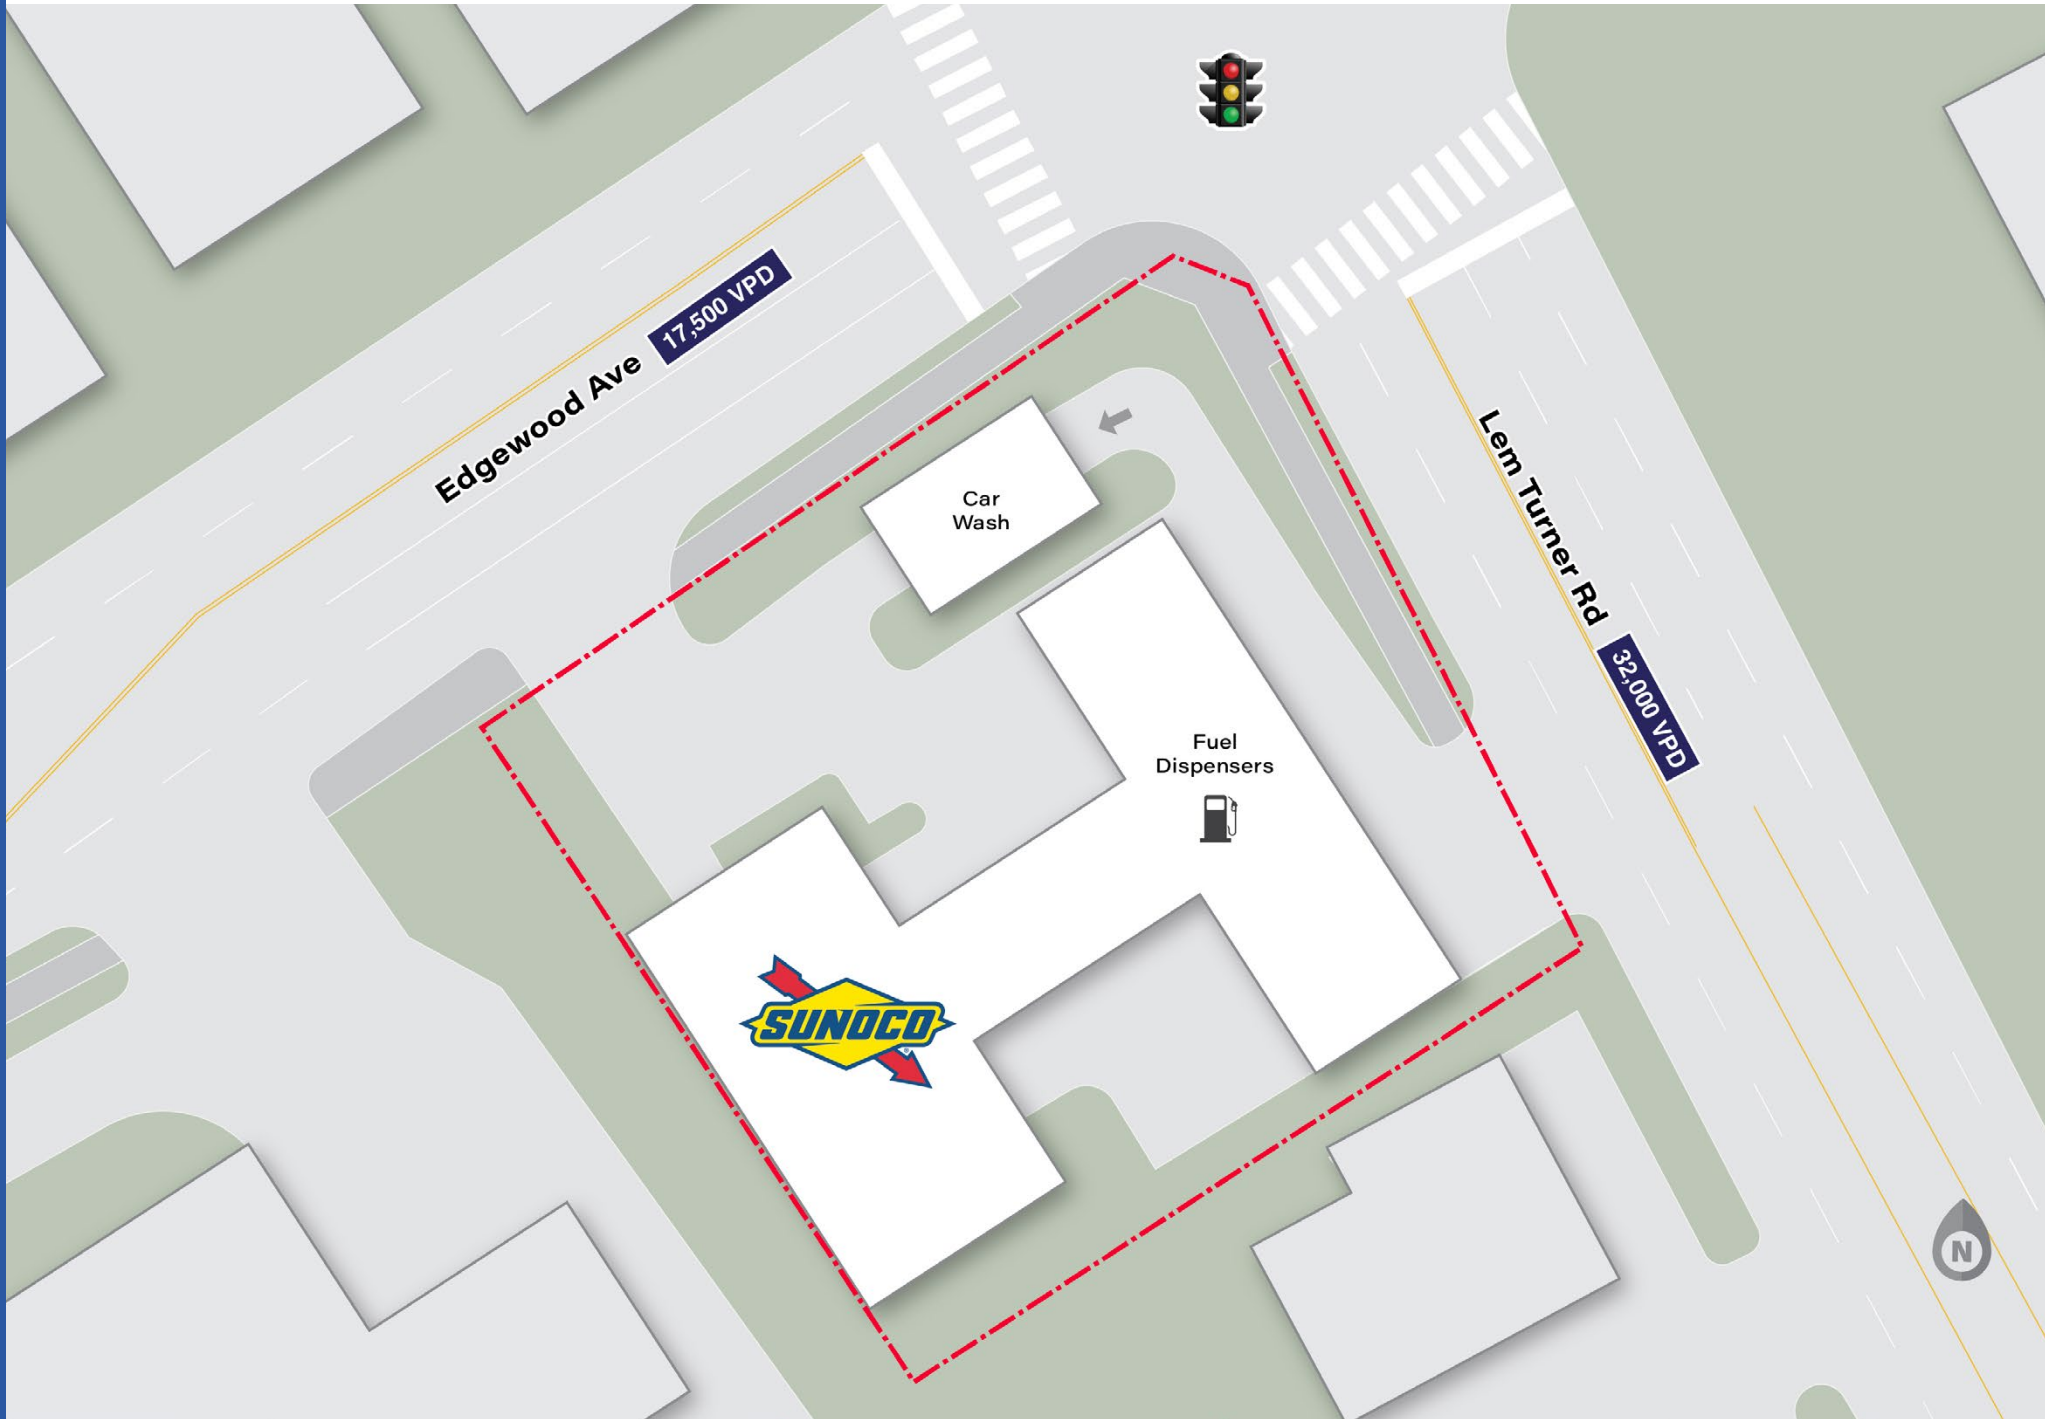 Edgewood Ave
17,500 VPD
Lem Turner Rd
32,000 VPD
Car
Wash
Fuel
Dispensers
SUNOCO
®
N